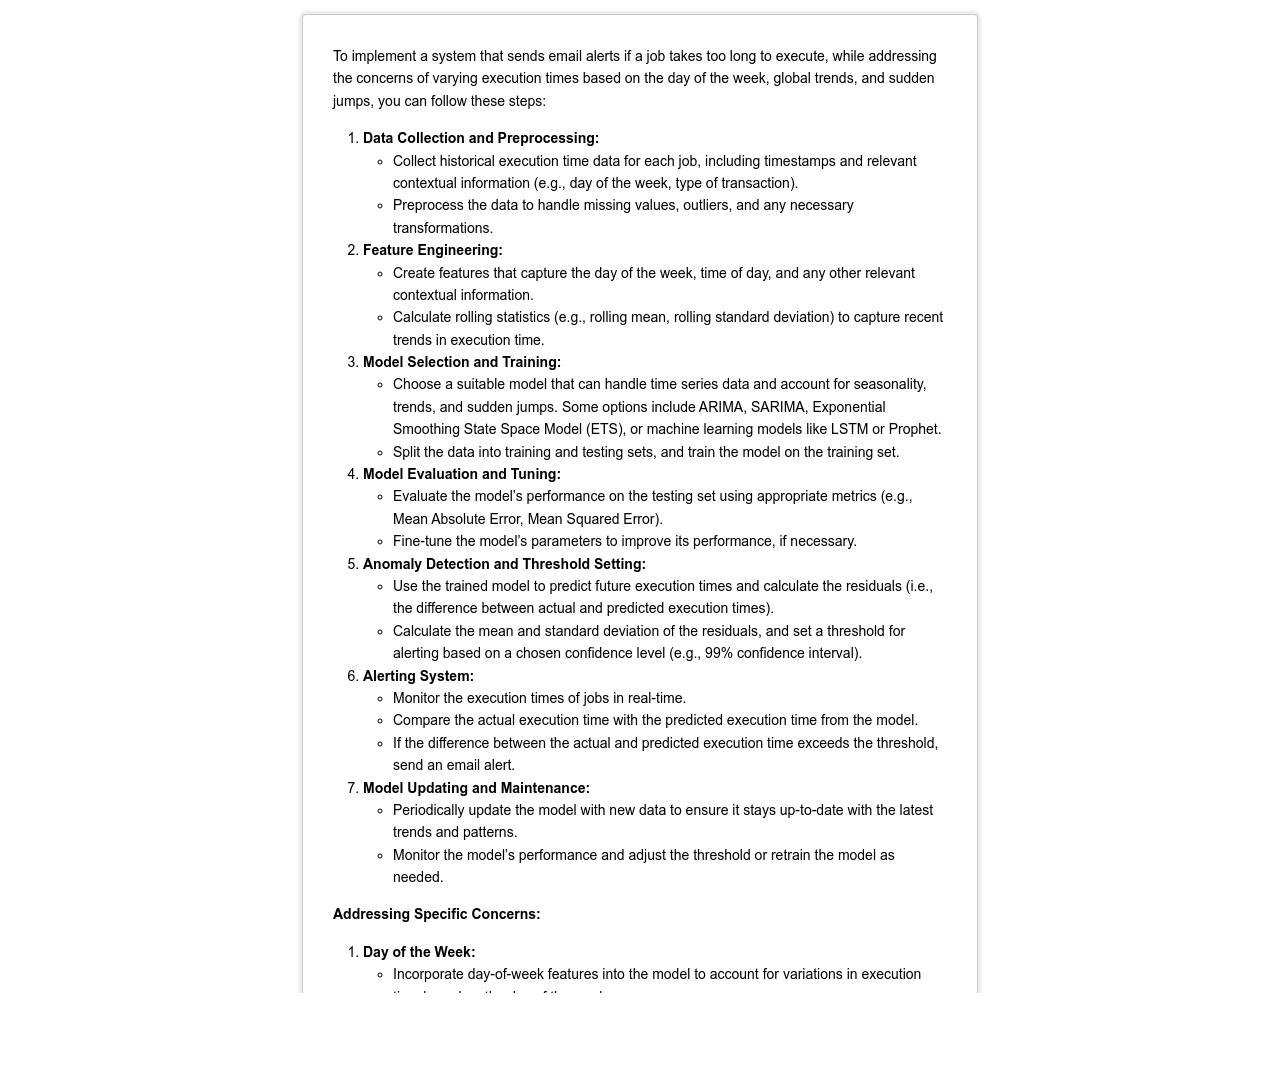 To implement a system that sends email alerts if a job takes too long to execute, while addressing
the concerns of varying execution times based on the day of the week, global trends, and sudden
jumps, you can follow these steps:
1. Data Collection and Preprocessing:
◦ Collect historical execution time data for each job, including timestamps and relevant
contextual information (e.g., day of the week, type of transaction).
◦ Preprocess the data to handle missing values, outliers, and any necessary
transformations.
2. Feature Engineering:
◦ Create features that capture the day of the week, time of day, and any other relevant
contextual information.
◦ Calculate rolling statistics (e.g., rolling mean, rolling standard deviation) to capture recent
trends in execution time.
3. Model Selection and Training:
◦ Choose a suitable model that can handle time series data and account for seasonality,
trends, and sudden jumps. Some options include ARIMA, SARIMA, Exponential
Smoothing State Space Model (ETS), or machine learning models like LSTM or Prophet.
◦ Split the data into training and testing sets, and train the model on the training set.
4. Model Evaluation and Tuning:
◦ Evaluate the model’s performance on the testing set using appropriate metrics (e.g.,
Mean Absolute Error, Mean Squared Error).
◦ Fine-tune the model’s parameters to improve its performance, if necessary.
5. Anomaly Detection and Threshold Setting:
◦ Use the trained model to predict future execution times and calculate the residuals (i.e.,
the difference between actual and predicted execution times).
◦ Calculate the mean and standard deviation of the residuals, and set a threshold for
alerting based on a chosen confidence level (e.g., 99% confidence interval).
6. Alerting System:
◦ Monitor the execution times of jobs in real-time.
◦ Compare the actual execution time with the predicted execution time from the model.
◦ If the difference between the actual and predicted execution time exceeds the threshold,
send an email alert.
7. Model Updating and Maintenance:
◦ Periodically update the model with new data to ensure it stays up-to-date with the latest
trends and patterns.
◦ Monitor the model’s performance and adjust the threshold or retrain the model as
needed.
Addressing Specific Concerns:
1. Day of the Week:
◦ Incorporate day-of-week features into the model to account for variations in execution